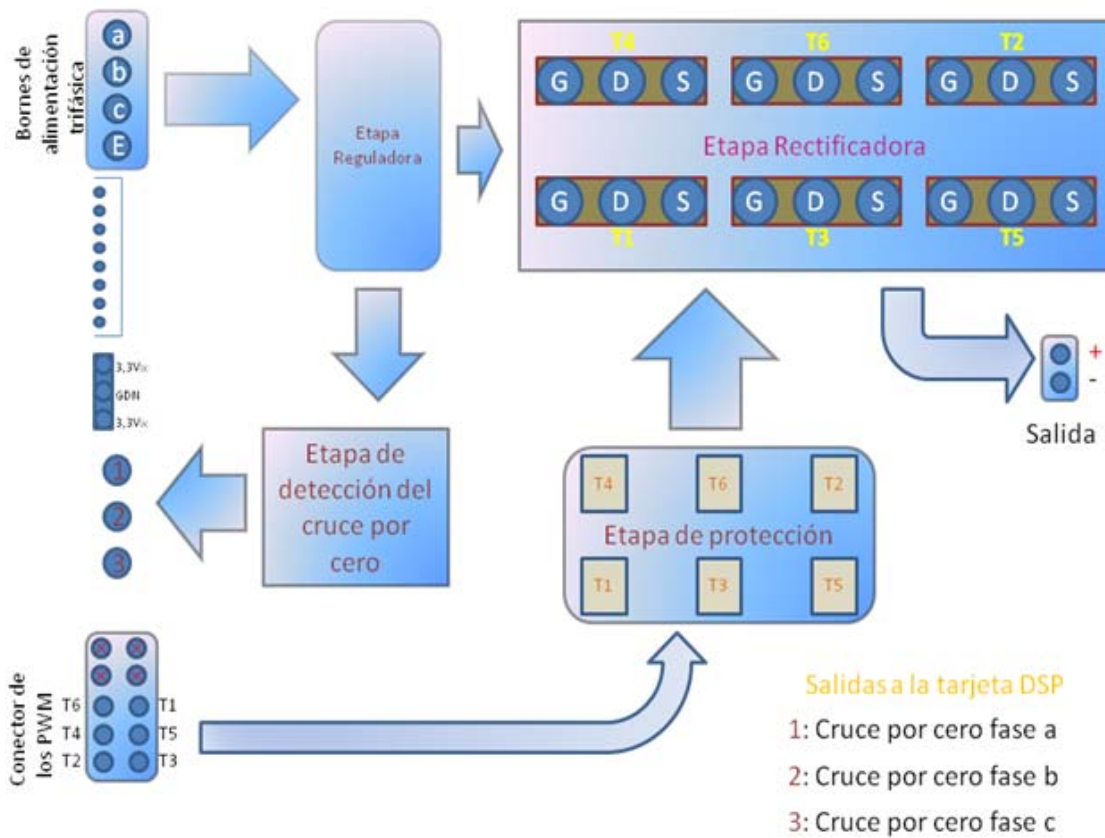 Bornes de
alimentación
trifásica
a
b
c
E
Etapa
Reguladora
T4
T6
T2
G D S
G D S
G D S
Etapa Rectificadora
G D S
G D S
G D S
T1
T3
T5
3,3V
GDN
3,3V
1
2
3
Etapa de
detección del
cruce por
cero
+
-
Salida
T4
T6
T2
Etapa de protección
T1
T3
T5
Conector de
los PWM
T6 T1
T4 T5
T2 T3
Salidas a la tarjeta DSP
1: Cruce por cero fase a
2: Cruce por cero fase b
3: Cruce por cero fase c